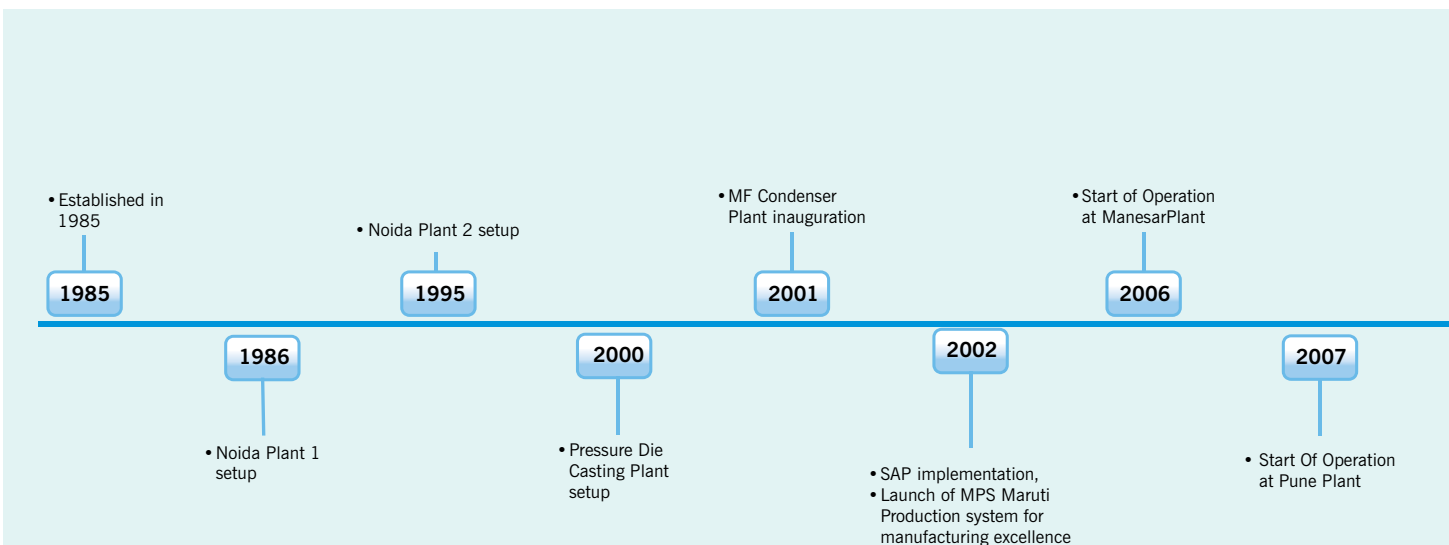 • Established in
1985
1985
1986
• Noida Plant 1
setup
• Noida Plant 2 setup
1995
2000
• Pressure Die
Casting Plant
setup
• MF Condenser
Plant inauguration
2001
2002
• SAP implementation,
• Launch of MPS Maruti
Production system for
manufacturing excellence
• Start of Operation
at ManesarPlant
2006
2007
• Start Of Operation
at Pune Plant